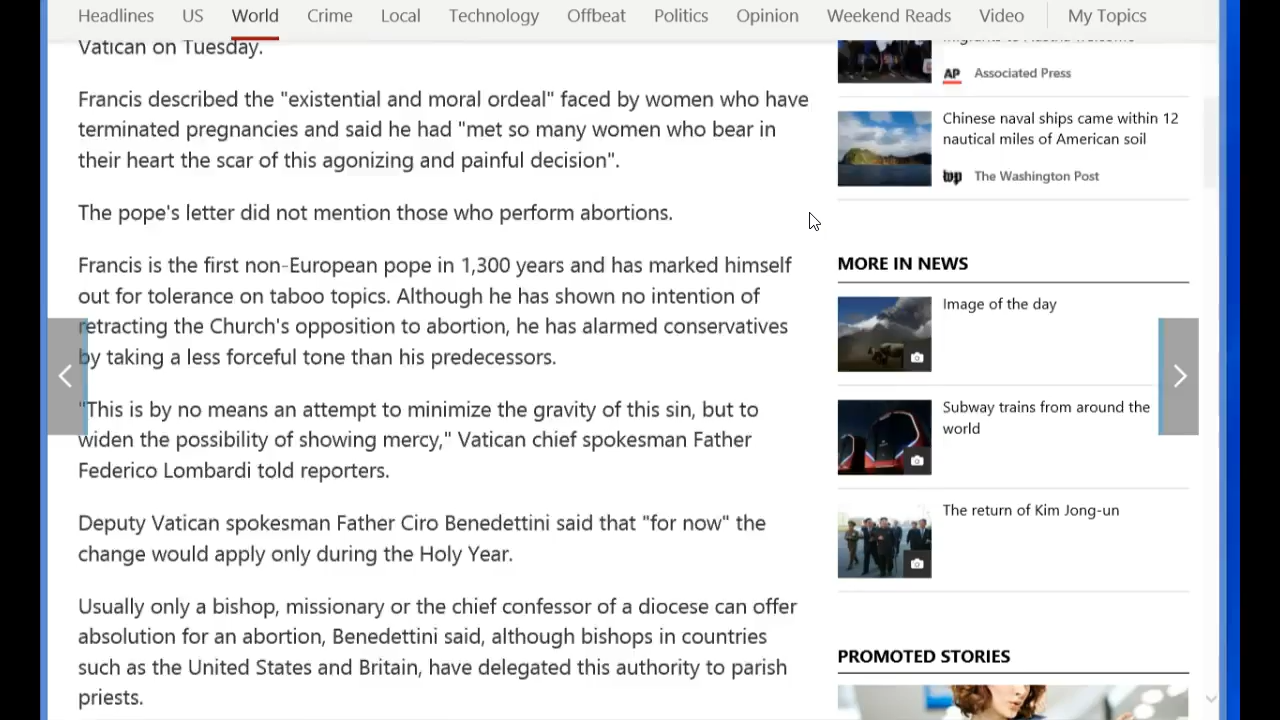 Headlines US World Crime Local Technology Offbeat Politics Opinion Weekend Reads Video My Topics
Vatican on Tuesday.
Francis described the "existential and moral ordeal" faced by women who have
terminated pregnancies and said he had "met so many women who bear in
their heart the scar of this agonizing and painful decision".
The pope's letter did not mention those who perform abortions.
Francis is the first non-European pope in 1,300 years and has marked himself
out for tolerance on taboo topics. Although he has shown no intention of
retracting the Church's opposition to abortion, he has alarmed conservatives
by taking a less forceful tone than his predecessors.
"This is by no means an attempt to minimize the gravity of this sin, but to
widen the possibility of showing mercy," Vatican chief spokesman Father
Federico Lombardi told reporters.
Deputy Vatican spokesman Father Ciro Benedettini said that "for now" the
change would apply only during the Holy Year.
Usually only a bishop, missionary or the chief confessor of a diocese can offer
absolution for an abortion, Benedettini said, although bishops in countries
such as the United States and Britain, have delegated this authority to parish
priests.
AP Associated Press
Chinese naval ships came within 12
nautical miles of American soil
wp The Washington Post
MORE IN NEWS
Image of the day
Subway trains from around the
world
The return of Kim Jong-un
PROMOTED STORIES